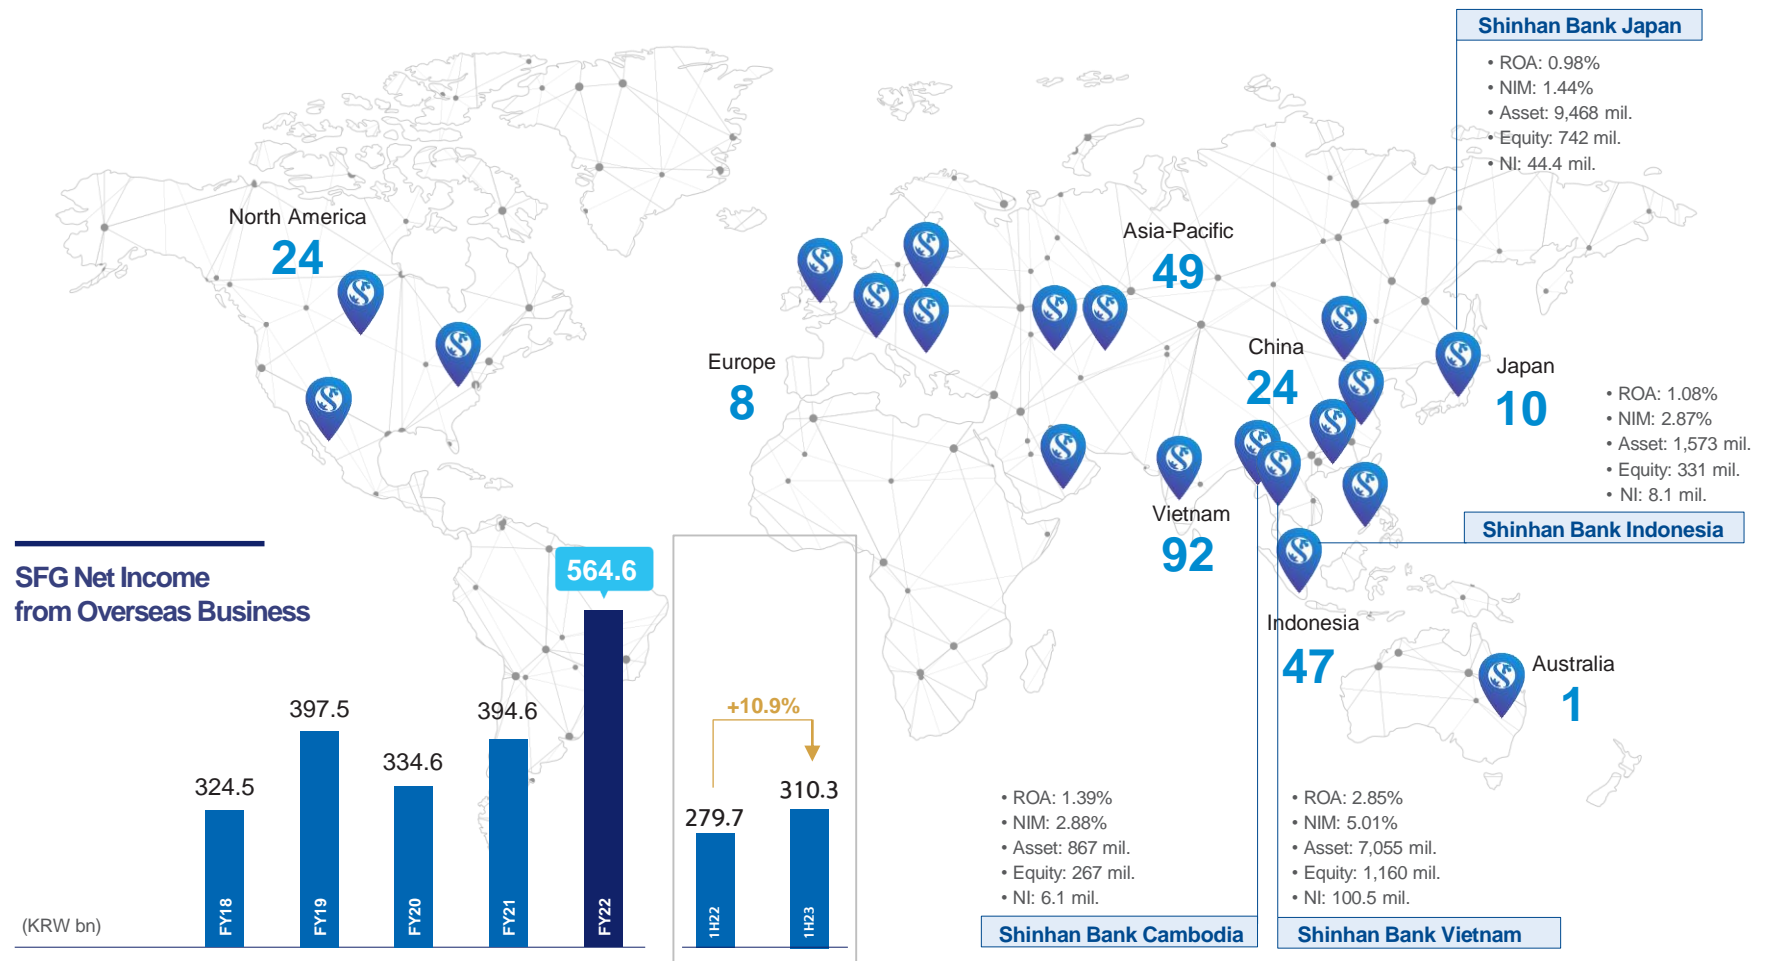 Shinhan Bank Japan
• ROA: 0.98%
• NIM: 1.44%
• Asset: 9,468 mil.
• Equity: 742 mil.
• NI: 44.4 mil.
North America
24
Asia-Pacific
49
Europe
8
China
24
Japan
10
• ROA: 1.08%
• NIM: 2.87%
• Asset: 1,573 mil.
• Equity: 331 mil.
• NI: 8.1 mil.
Shinhan Bank Indonesia
Vietnam
92
Indonesia
47
Australia
1
SFG Net Income
from Overseas Business
564.6
397.5
394.6
334.6
324.5
+10.9%
310.3
279.7
(KRW bn)
FY18
FY19
FY20
FY21
FY22
1H22
1H23
• ROA: 1.39%
• NIM: 2.88%
• Asset: 867 mil.
• Equity: 267 mil.
• NI: 6.1 mil.
Shinhan Bank Cambodia
• ROA: 2.85%
• NIM: 5.01%
• Asset: 7,055 mil.
• Equity: 1,160 mil.
• NI: 100.5 mil.
Shinhan Bank Vietnam